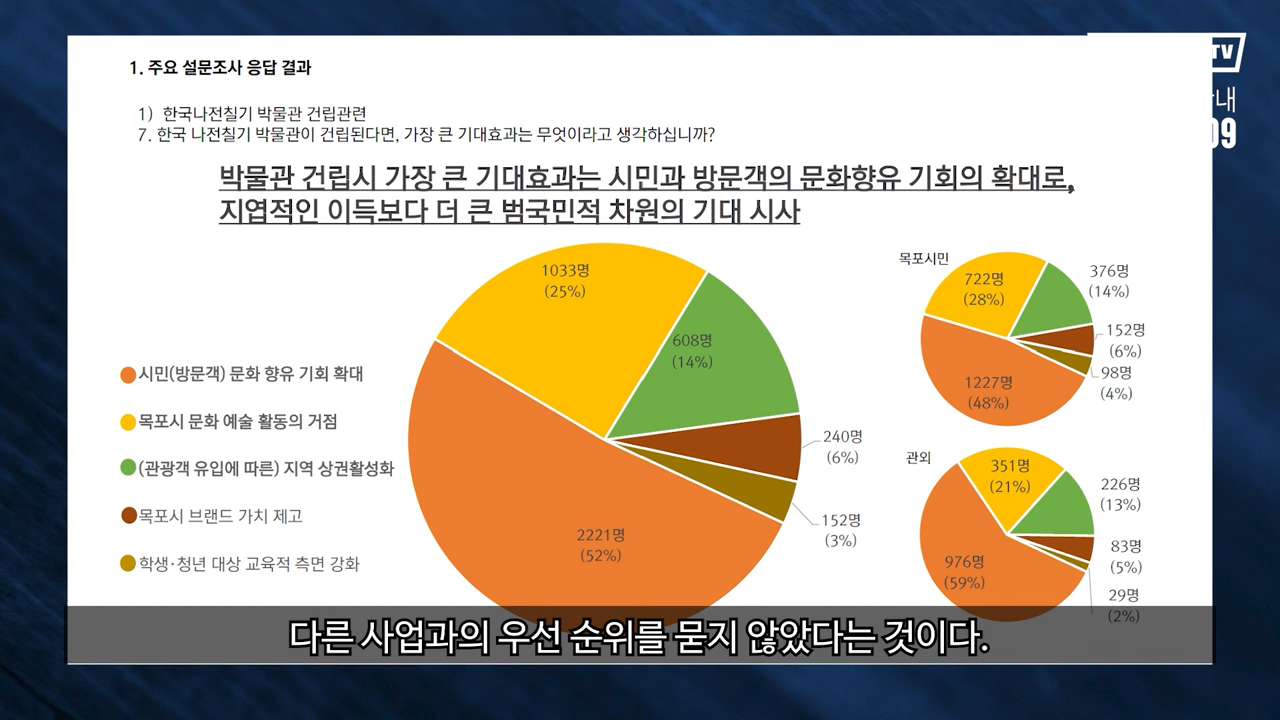 TV
내
09
1. 주요 설문조사 응답 결과
1) 한국나전칠기 박물관 건립관련
7. 한국 나전칠기 박물관이 건립된다면, 가장 큰 기대효과는 무엇이라고 생각하십니까?
박물관 건립시 가장 큰 기대효과는 시민과 방문객의 문화향유 기회의 확대로,
지엽적인 이득보다 더 큰 범국민적 차원의 기대 시사
시민(방문객) 문화 향유 기회 확대
목포시 문화 예술 활동의 거점
(관광객 유입에 따른) 지역 상권활성화
목포시 브랜드 가치 제고
학생·청년 대상 교육적 측면 강화
1033명
(25%)
608명
(14%)
240명
(6%)
152명
(3%)
2221명
(52%)
목포시민
722명
(28%)
376명
(14%)
152명
(6%)
98명
(4%)
1227명
(48%)
관외
351명
(21%)
226명
(13%)
83명
(5%)
29명
(2%)
976명
(59%)
다른 사업과의 우선 순위를 묻지 않았다는 것이다.